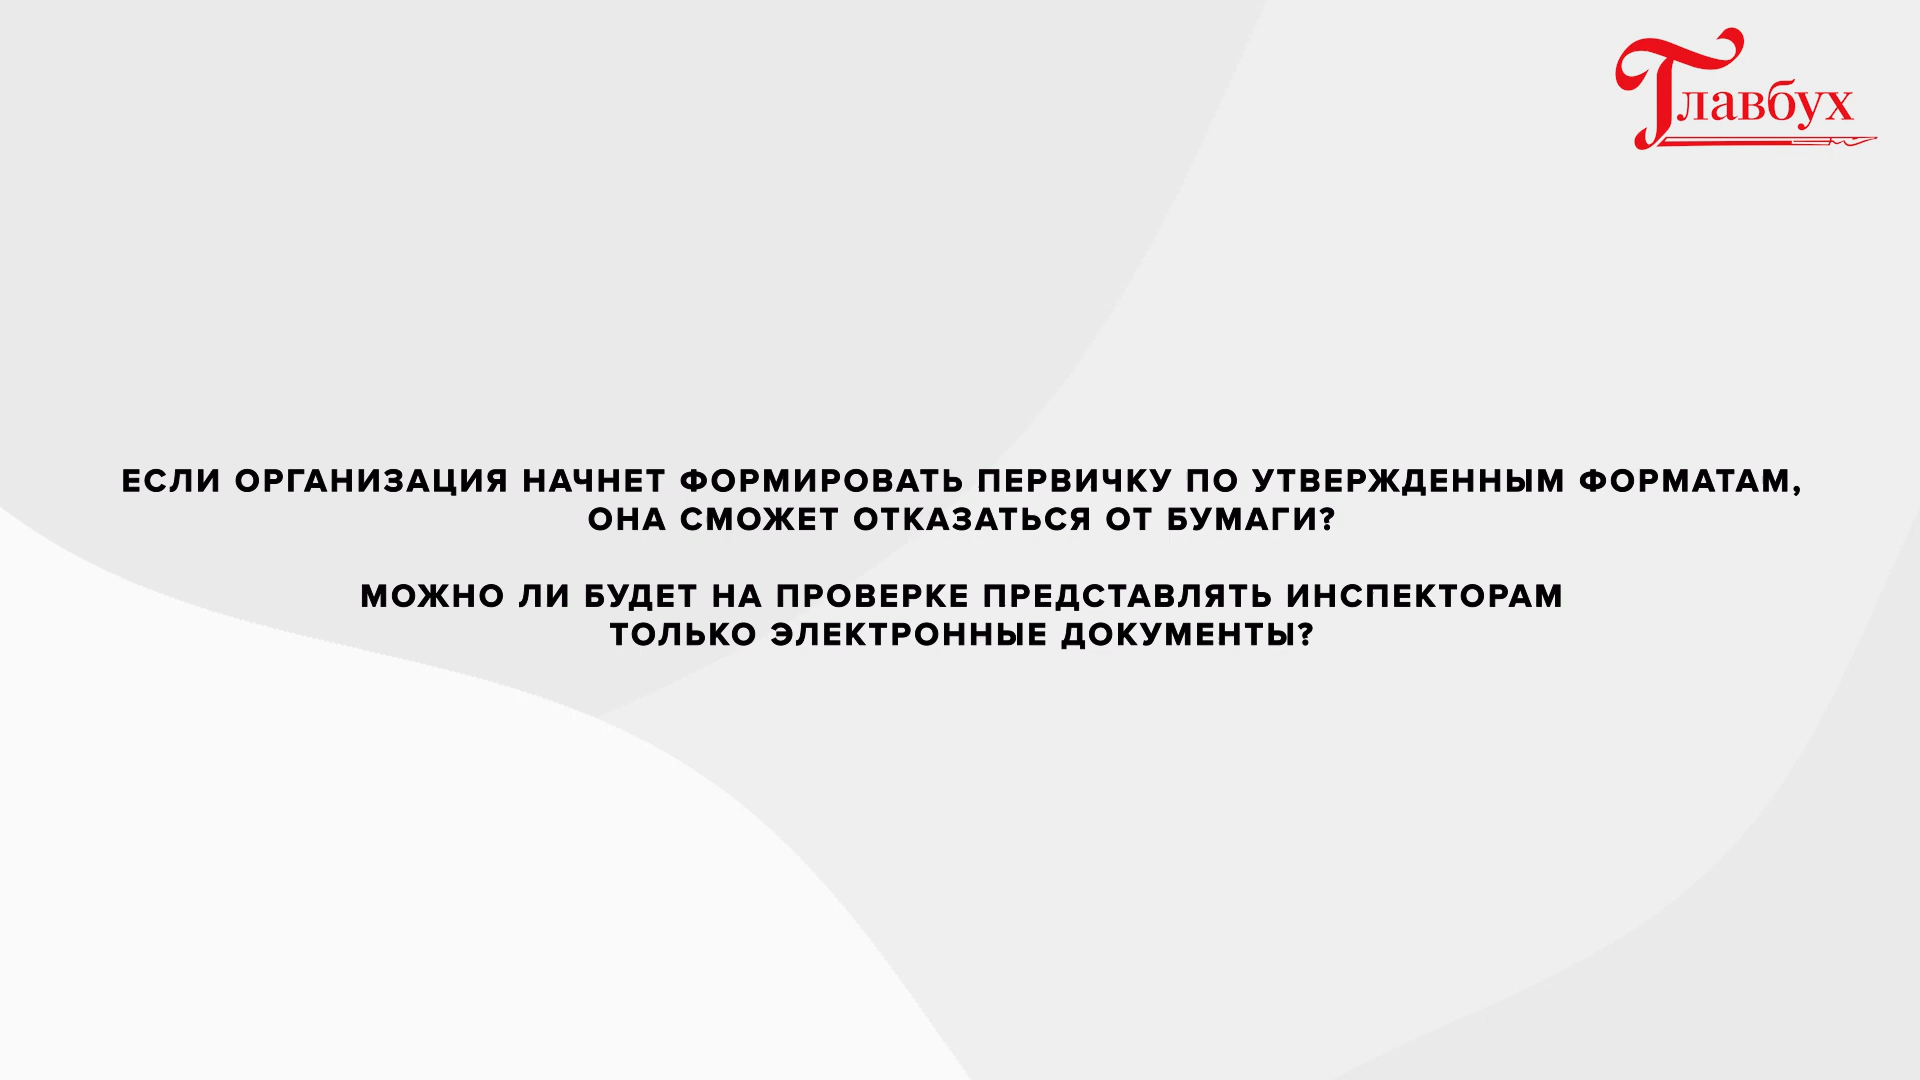 Главбух
ЕСЛИ ОРГАНИЗАЦИЯ НАЧНЕТ ФОРМИРОВАТЬ ПЕРВИЧКУ ПО УТВЕРЖДЕННЫМ ФОРМАТАМ,
ОНА СМОЖЕТ ОТКАЗАТЬСЯ ОТ БУМАГИ?
МОЖНО ЛИ БУДЕТ НА ПРОВЕРКЕ ПРЕДСТАВЛЯТЬ ИНСПЕКТОРАМ
ТОЛЬКО ЭЛЕКТРОННЫЕ ДОКУМЕНТЫ?